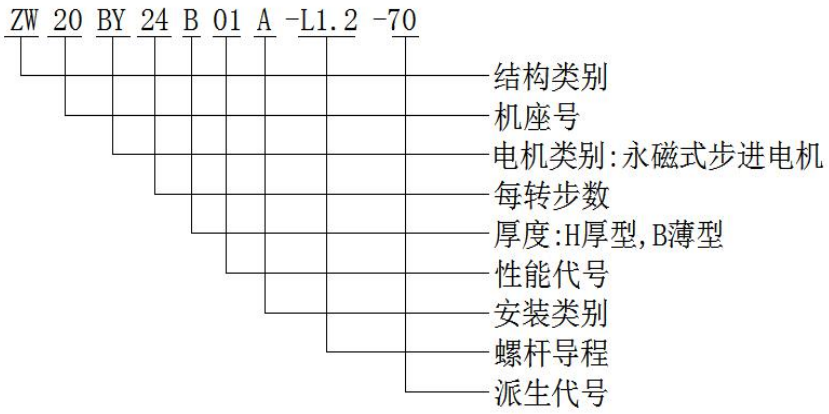 ZW 20 BY 24 B 01 A -L1.2 -70
结构类别
机座号
电机类别:永磁式步进电机
每转步数
厚度:H厚型,B薄型
性能代号
安装类别
螺杆导程
派生代号